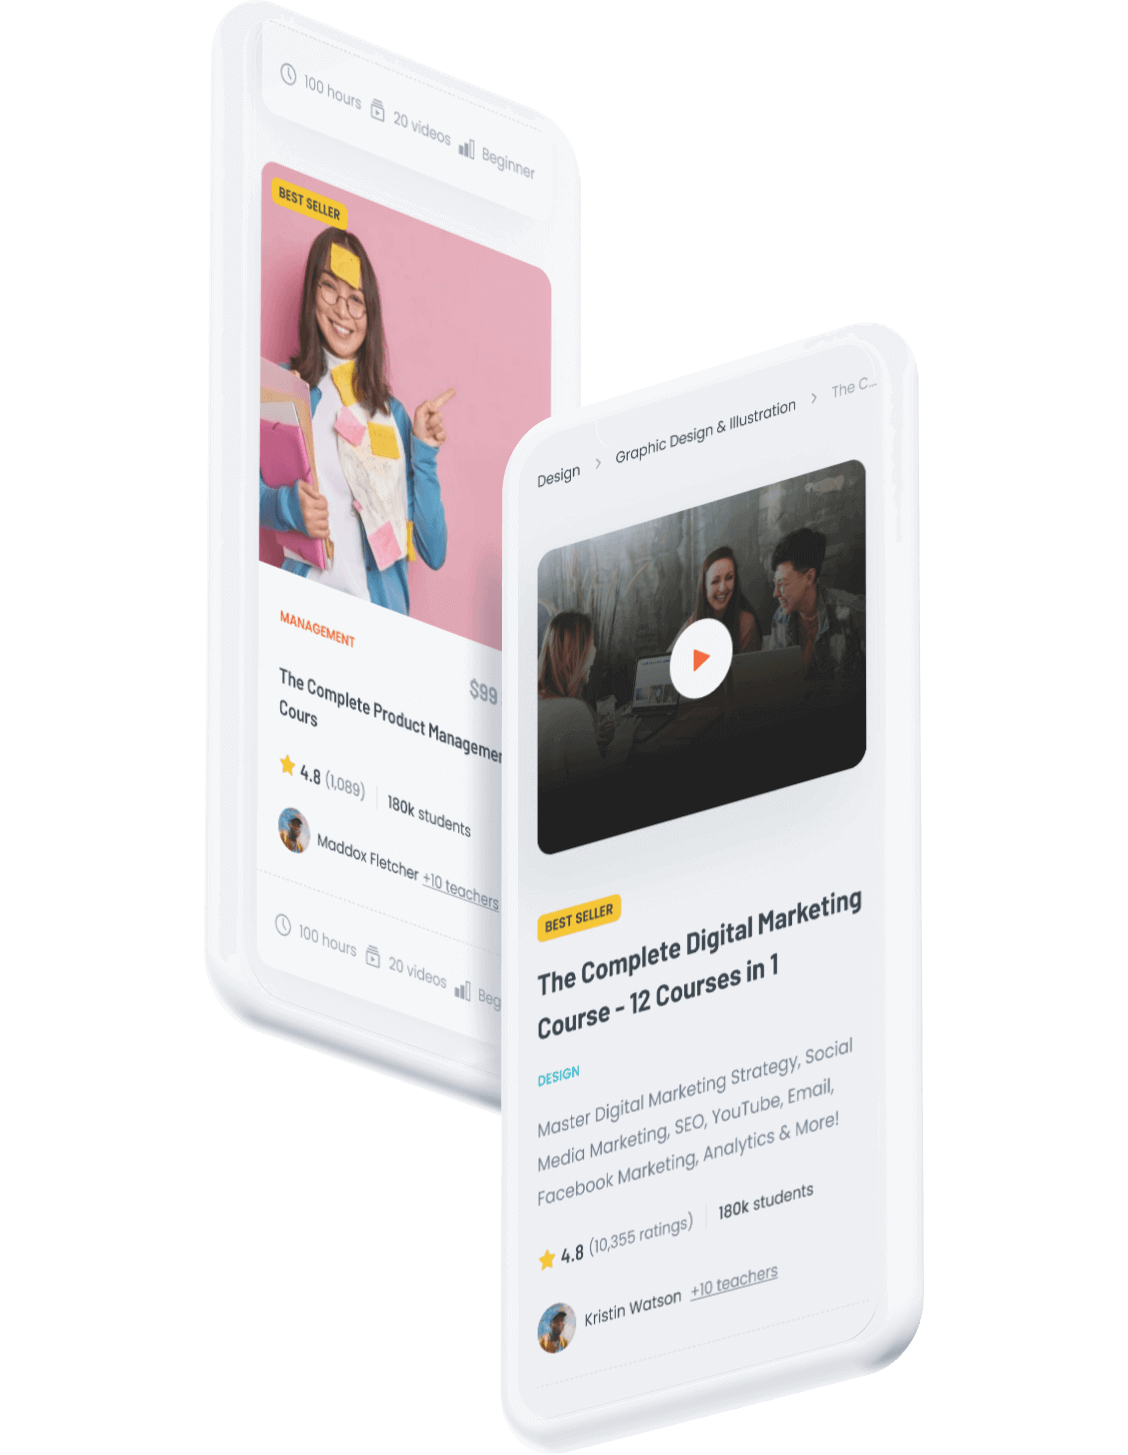 100 hours 20 videos Beginner
BEST SELLER
MANAGEMENT
$99
The Complete Product
Cours
4.8 (1,089) 180k students
Maddox Fletcher +10 teachers
100 hours 20 videos
Design > Graphic Design & Illustration > The C...
BEST SELLER
The Complete Digital Marketing
Course - 12 Courses in 1
DESIGN
Master Digital Marketing Strategy, Social
Media Marketing, SEO, YouTube, Email,
Facebook Marketing, Analytics & More!
4.8 (10,355 ratings) 180k students
Kristin Watson +10 teachers